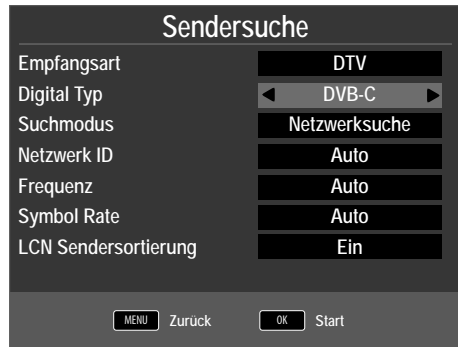 Sendersuche
Empfangsart DTV
Digital Typ DVB-C
Suchmodus Netzwerksuche
Netzwerk ID Auto
Frequenz Auto
Symbol Rate Auto
LCN Sendersortierung Ein
MENU Zurück OK Start